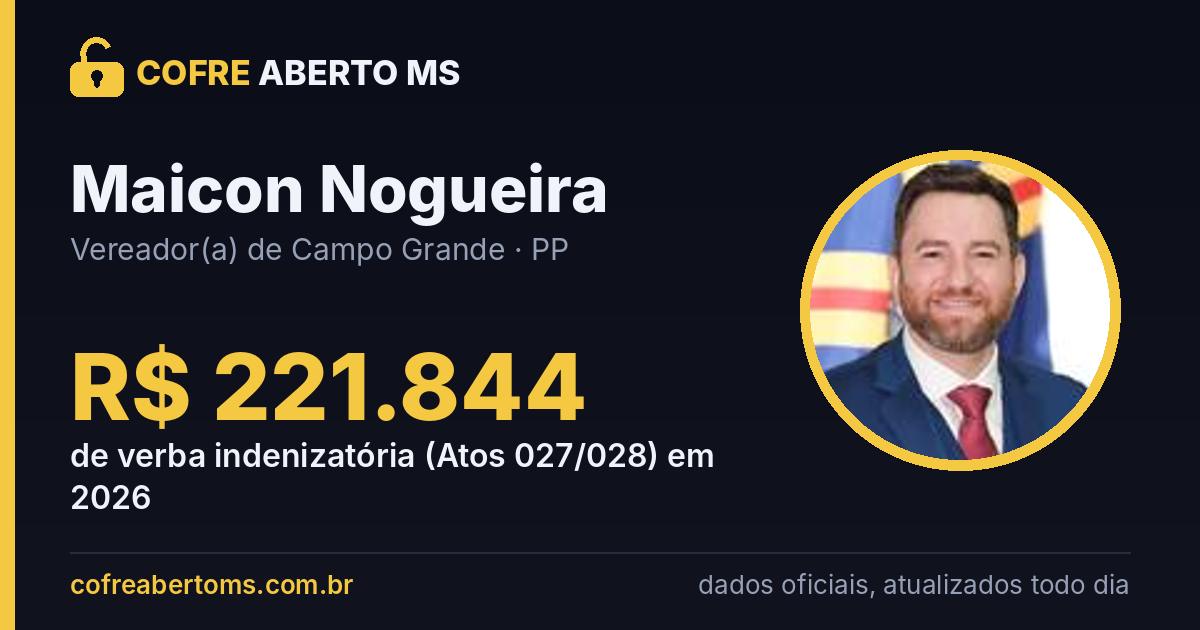 COFRE ABERTO MS
Maicon Nogueira
Vereador(a) de Campo Grande · PP
R$ 221.844
de verba indenizatória (Atos 027/028) em
2026
cofreabertoms.com.br
dados oficiais, atualizados todo dia